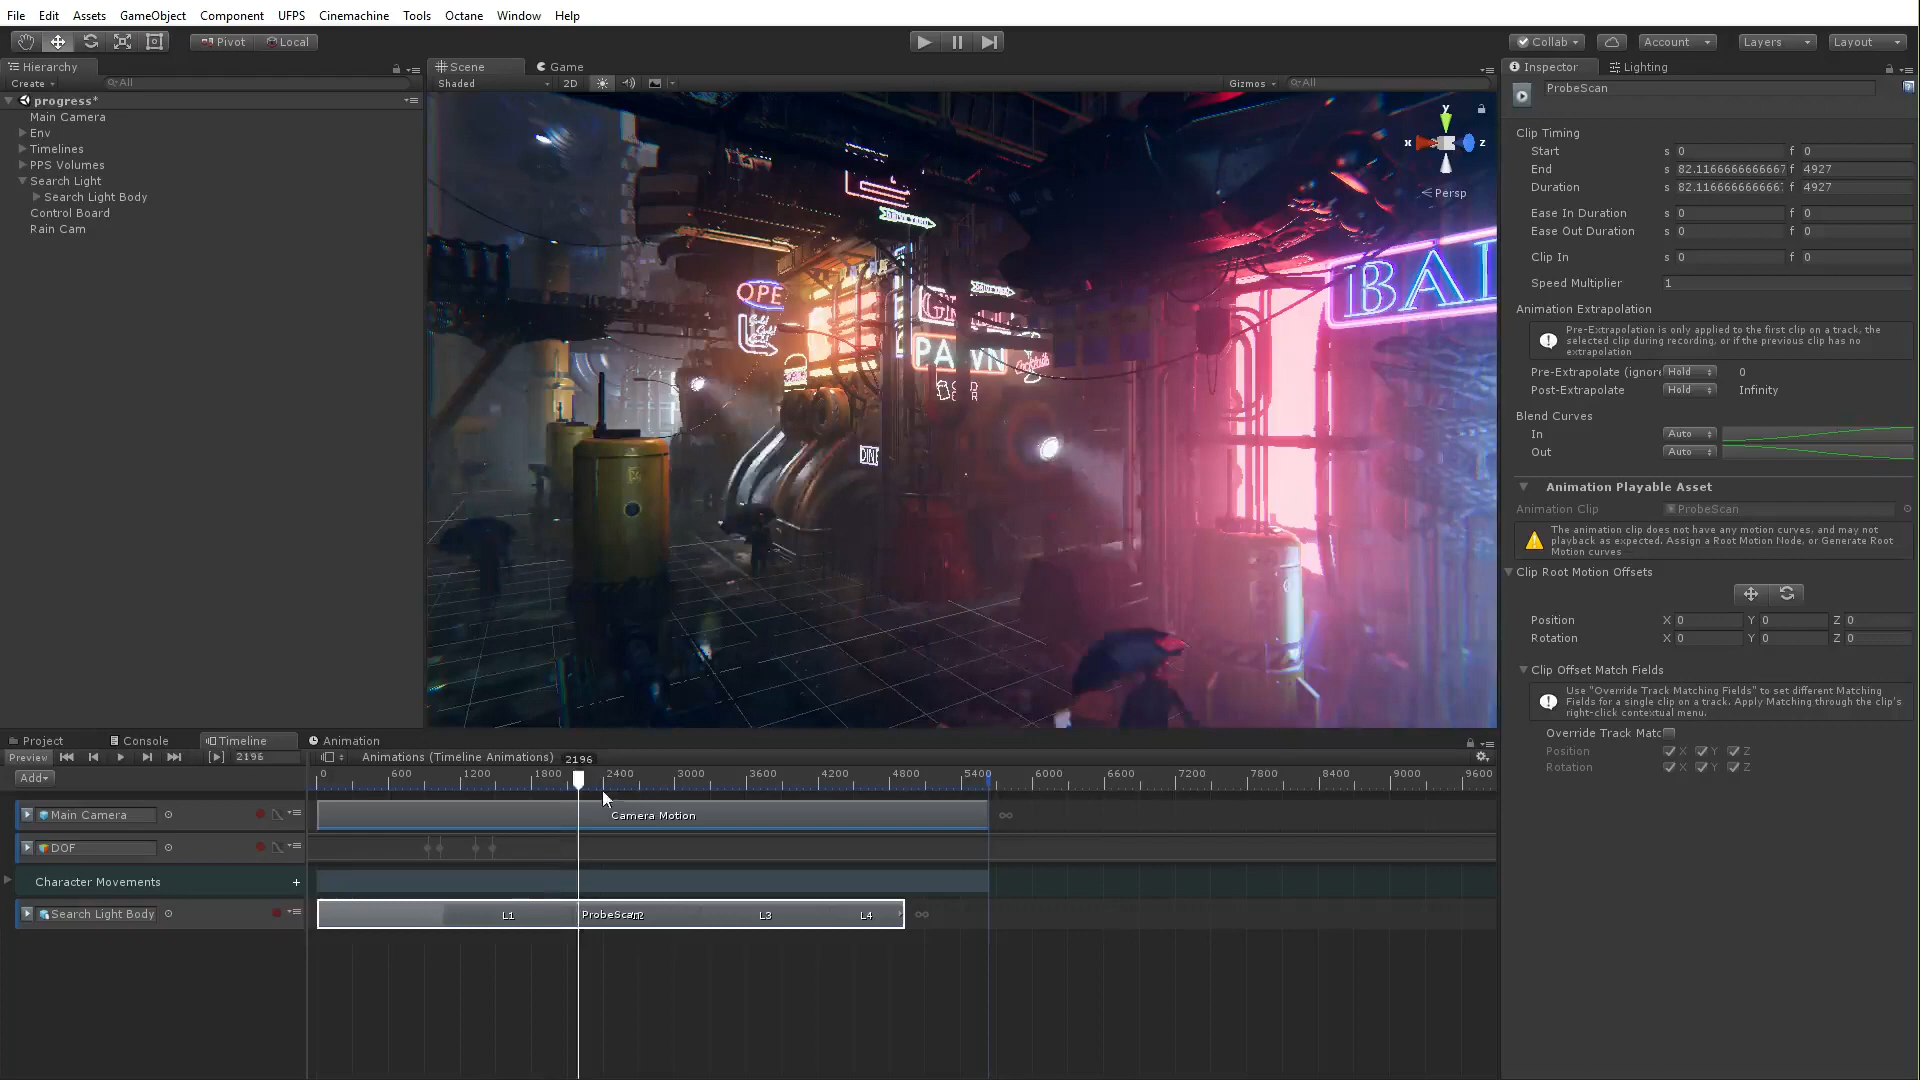 File Edit Assets GameObject Component UFPS Cinemachine Tools Octane Window Help
Pivot Local Collab Account Layers Layout
Hierarchy
Create All
progress*
Main Camera
Env
Timelines
PPS Volumes
Search Light
Search Light Body
Control Board
Rain Cam
Scene Game
Shaded 2D Gizmos All
y
x z
Persp
OPE
PAWN
DINE
BAI
Inspector Lighting
ProbeScan
Clip Timing
Start s 0 f 0
End s 82.1166666666667 f 4927
Duration s 82.1166666666667 f 4927
Ease In Duration s 0 f 0
Ease Out Duration s 0 f 0
Clip In s 0 f 0
Speed Multiplier 1
Animation Extrapolation
Pre-Extrapolation is only applied to the first clip on a track, the
selected clip during recording, or if the previous clip has no
extrapolation
Pre-Extrapolate (ignore Hold 0
Post-Extrapolate Hold Infinity
Blend Curves
In Auto
Out Auto
Animation Playable Asset
Animation Clip ProbeScan
The animation clip does not have any motion curves, and may not
playback as expected. Assign a Root Motion Node, or Generate Root
Motion curves
Clip Root Motion Offsets
Position X 0 Y 0 Z 0
Rotation X 0 Y 0 Z 0
Clip Offset Match Fields
Use "Override Track Matching Fields" to set different Matching
Fields for a single clip on a track. Apply Matching through the clip's
right-click contextual menu.
Override Track Matc
Position X Y Z
Rotation X Y Z
Project Console Timeline Animation
Preview 2196 Animations (Timeline Animations) 2196
Add
0 600 1200 1800 2400 3000 3600 4200 4800 5400 6000 6600 7200 7800 8400 9000 9600
Main Camera Camera Motion
DOF
Character Movements +
Search Light Body L1 ProbeScan L3 L4